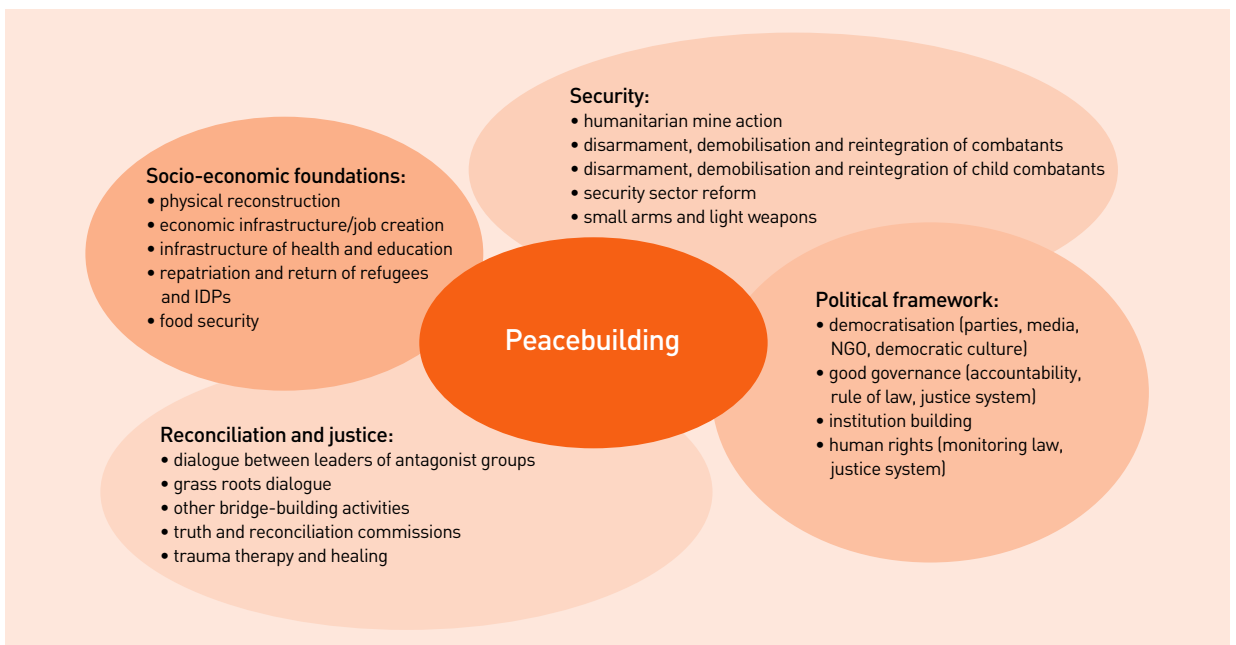 Security:
• humanitarian mine action
• disarmament, demobilisation and reintegration of combatants
• disarmament, demobilisation and reintegration of child combatants
• security sector reform
• small arms and light weapons
Socio-economic foundations:
• physical reconstruction
• economic infrastructure/job creation
• infrastructure of health and education
• repatriation and return of refugees
and IDPs
• food security
Peacebuilding
Political framework:
• democratisation (parties, media,
NGO, democratic culture)
• good governance (accountability,
rule of law, justice system)
• institution building
• human rights (monitoring law,
justice system)
Reconciliation and justice:
• dialogue between leaders of antagonist groups
• grass roots dialogue
• other bridge-building activities
• truth and reconciliation commissions
• trauma therapy and healing